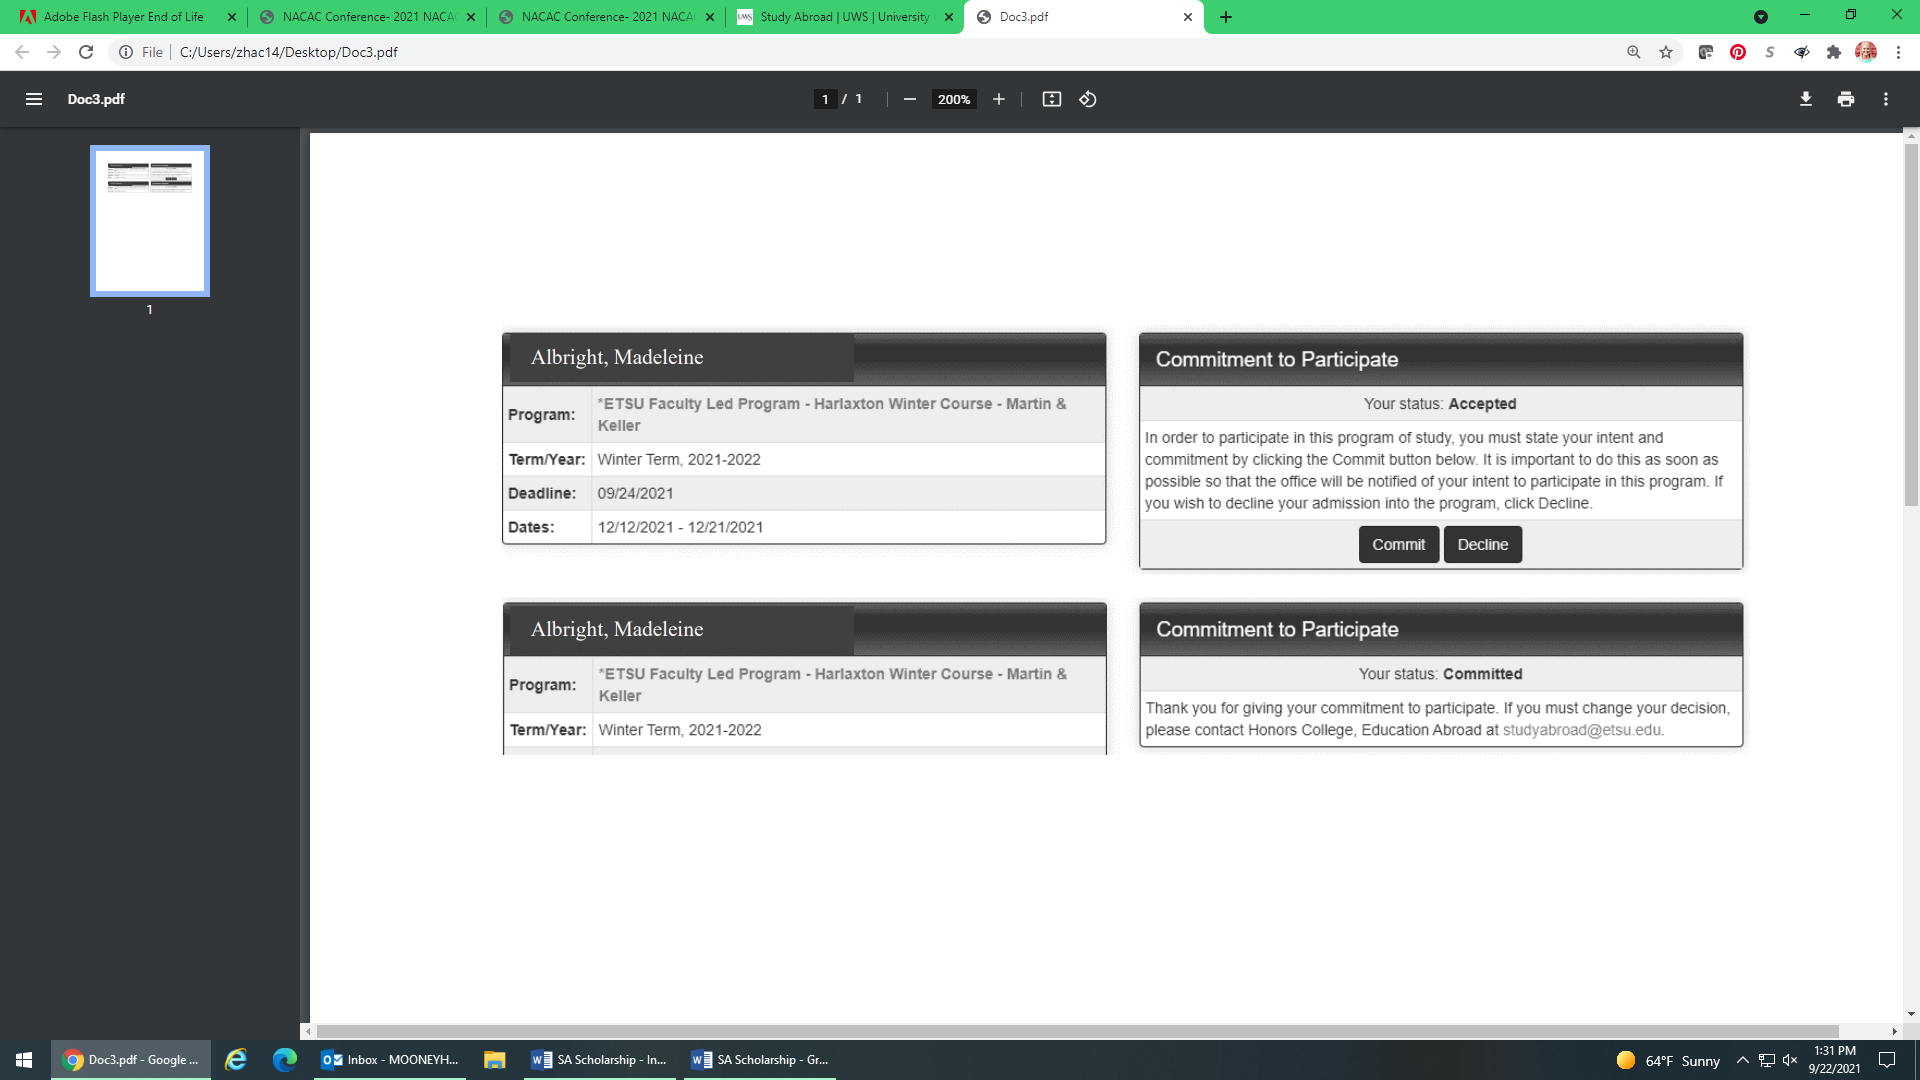 Adobe Flash Player End of Life
NACAC Conference- 2021 NACAC
NACAC Conference- 2021 NACAC
UWS Study Abroad | UWS | University
Doc3.pdf
File C:/Users/zhac14/Desktop/Doc3.pdf
Doc3.pdf
1 / 1
200%
1
Albright, Madeleine
Program: *ETSU Faculty Led Program - Harlaxton Winter Course - Martin &
Keller
Term/Year: Winter Term, 2021-2022
Deadline: 09/24/2021
Dates: 12/12/2021 - 12/21/2021
Commitment to Participate
Your status: Accepted
In order to participate in this program of study, you must state your intent and
commitment by clicking the Commit button below. It is important to do this as soon as
possible so that the office will be notified of your intent to participate in this program. If
you wish to decline your admission into the program, click Decline.
Commit Decline
Albright, Madeleine
Program: *ETSU Faculty Led Program - Harlaxton Winter Course - Martin &
Keller
Term/Year: Winter Term, 2021-2022
Commitment to Participate
Your status: Committed
Thank you for giving your commitment to participate. If you must change your decision,
please contact Honors College, Education Abroad at studyabroad@etsu.edu.
Doc3.pdf - Google ...
Inbox - MOONEYH...
SA Scholarship - In...
SA Scholarship - Gr...
64°F Sunny
1:31 PM
9/22/2021